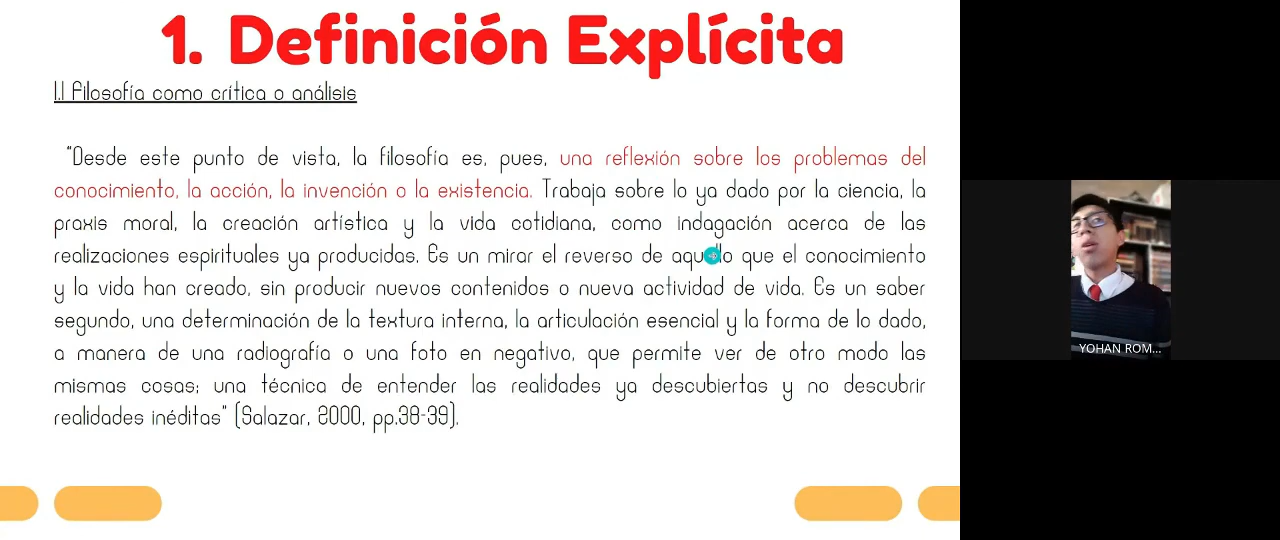 1. Definición Explícita
1.1 Filosofía como crítica o análisis
“Desde este punto de vista, la filosofía es, pues, una reflexión sobre los problemas del
conocimiento, la acción, la invención o la existencia. Trabaja sobre lo ya dado por la ciencia, la
praxis moral, la creación artística y la vida cotidiana, como indagación acerca de las
realizaciones espirituales ya producidas. Es un mirar el reverso de aquello que el conocimiento
y la vida han creado, sin producir nuevos contenidos o nueva actividad de vida. Es un saber
segundo, una determinación de la textura interna, la articulación esencial y la forma de lo dado,
a manera de una radiografía o una foto en negativo, que permite ver de otro modo las
mismas cosas; una técnica de entender las realidades ya descubiertas y no descubrir
realidades inéditas” (Salazar, 2000, pp.38-39).
YOHAN ROM...